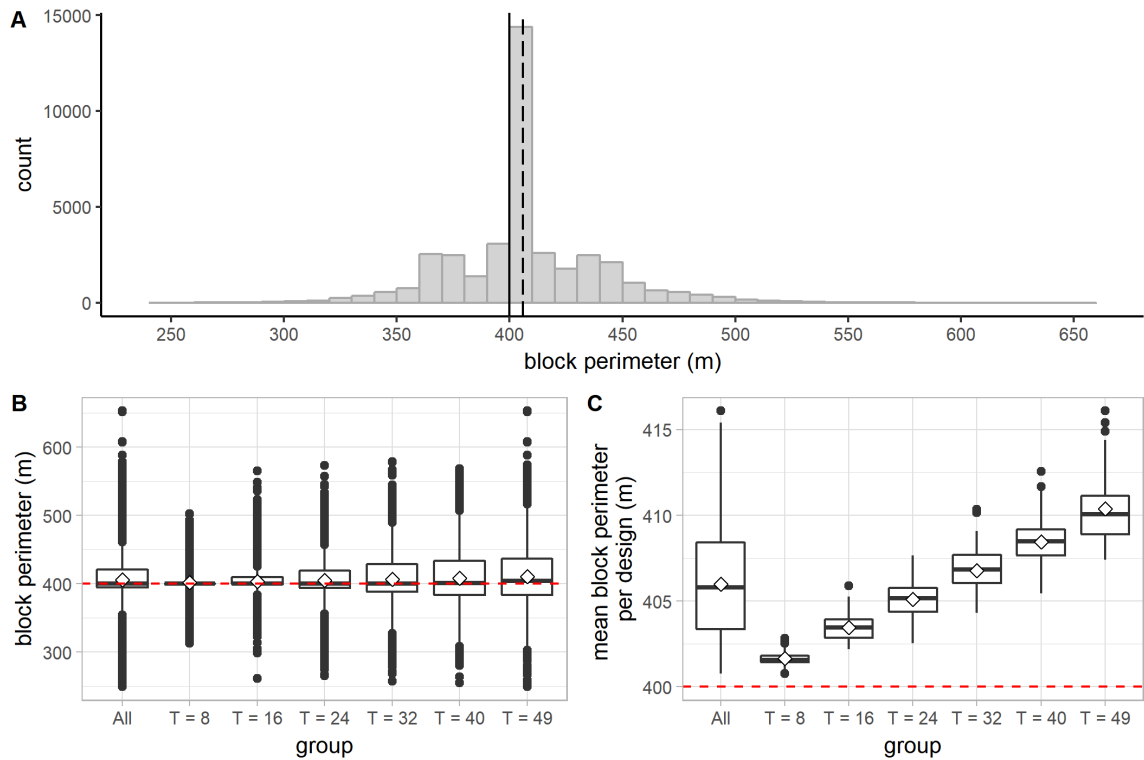 A
15000
10000
5000
0
count
250 300 350 400 450 500 550 600 650
block perimeter (m)
B
600
500
400
300
block perimeter (m)
All T = 8 T = 16 T = 24 T = 32 T = 40 T = 49
group
C
415
410
405
400
mean block perimeter
per design (m)
All T = 8 T = 16 T = 24 T = 32 T = 40 T = 49
group